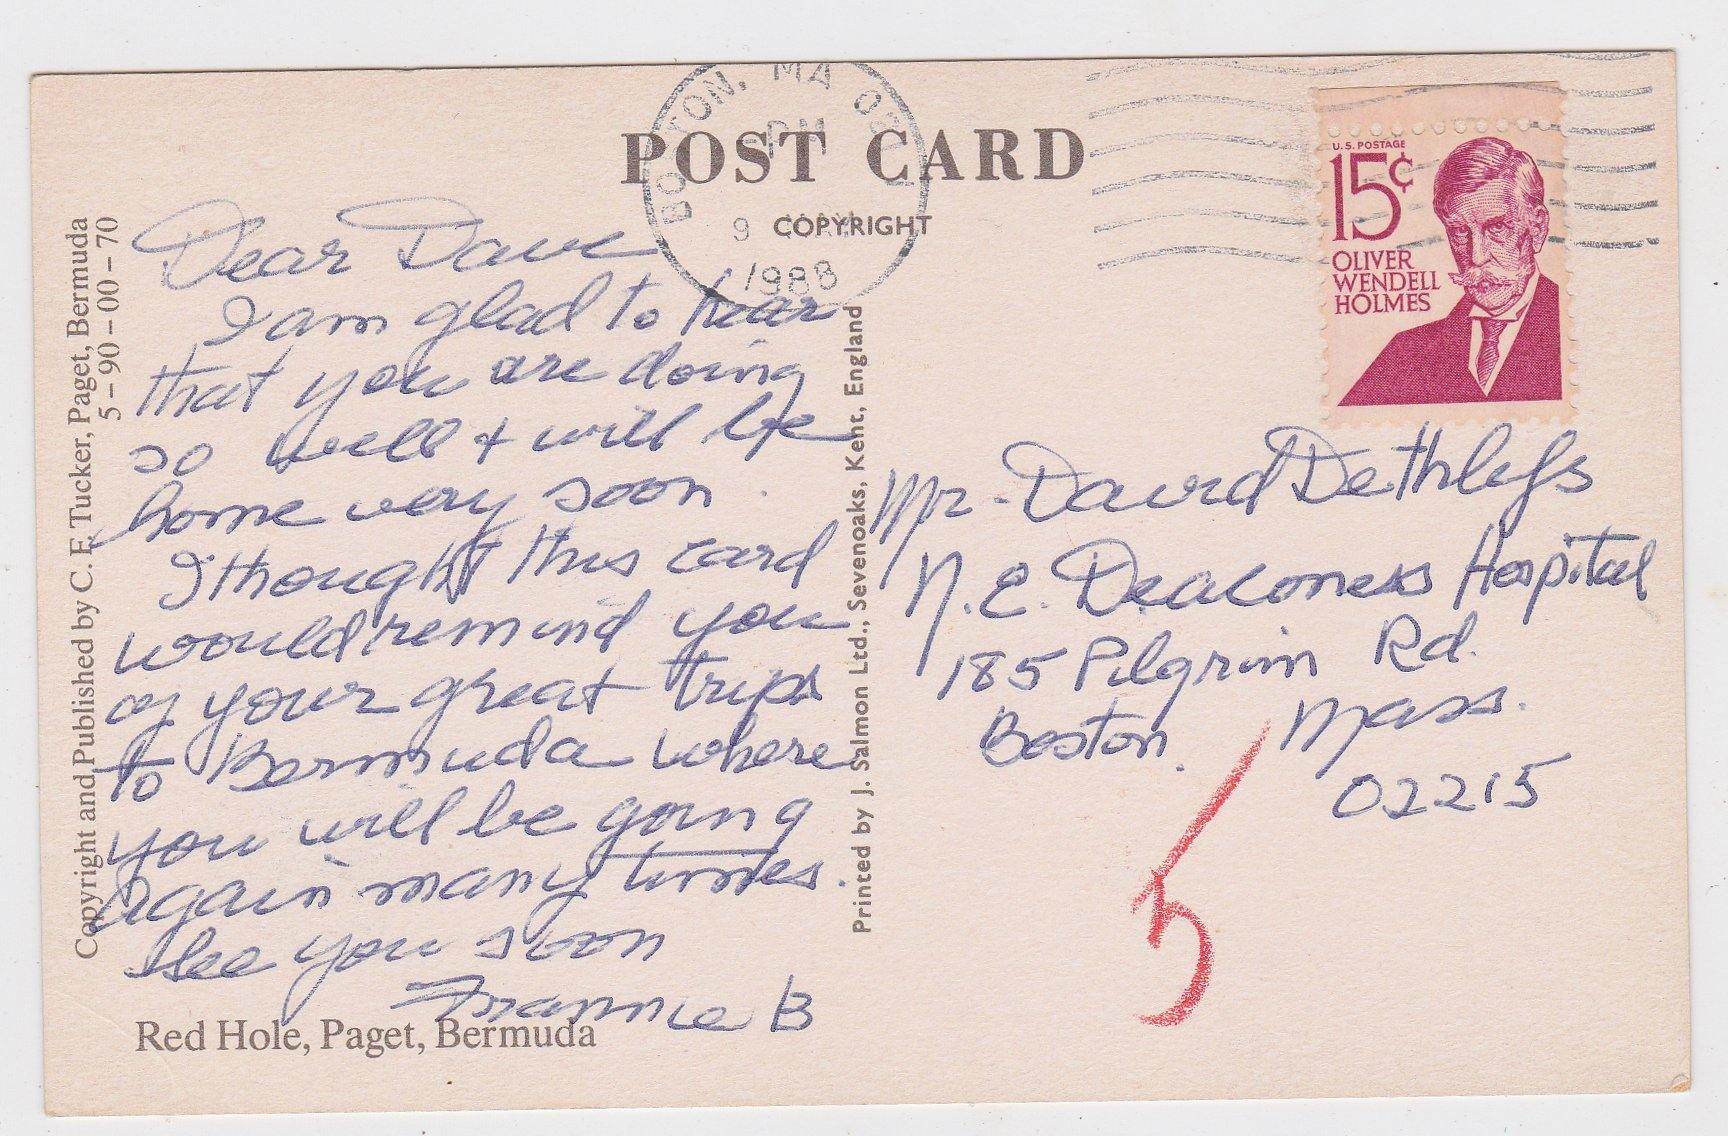 POST CARD
COPYRIGHT
BOSTON, MA 02
PM
9
1988
U.S. POSTAGE
15¢
OLIVER
WENDELL
HOLMES
Dear Dave
I am glad to hear
that you are doing
so well + will be
home very soon.
I thought this card
would remind you
of your great trips
to Bermuda where
you will be going
again many times.
See you soon
Frannie B
Red Hole, Paget, Bermuda
Copyright and Published by C. F. Tucker, Paget, Bermuda
5-90-00-70
Printed by J. Salmon Ltd., Sevenoaks, Kent, England
Mr. David Dethlefs
N.E. Deaconess Hospital
185 Pilgrim Rd.
Boston, Mass.
02215
5